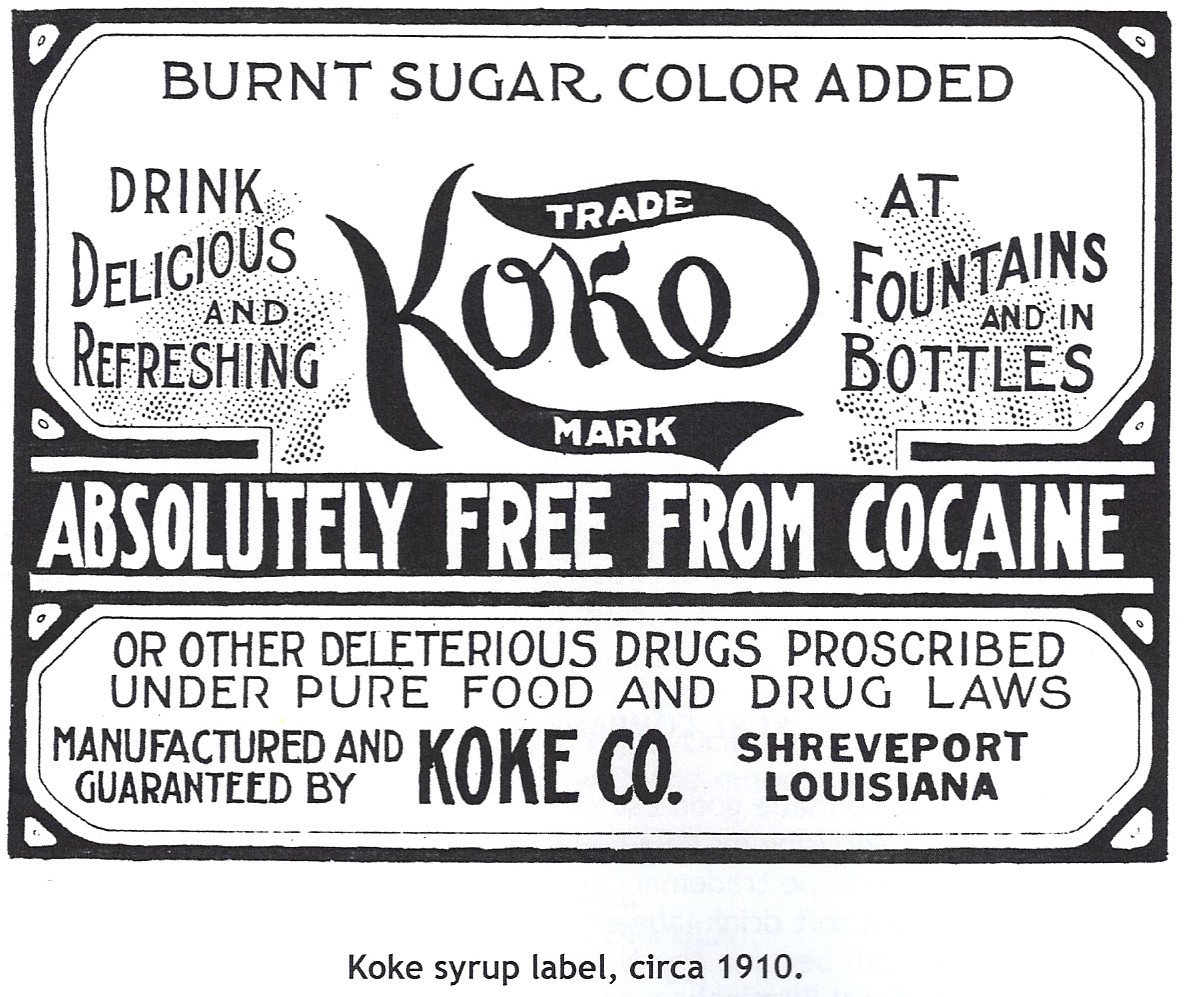 BURNT SUGAR COLOR ADDED
DRINK
DELICIOUS
AND
REFRESHING
TRADE
Koke
MARK
AT
FOUNTAINS
AND IN
BOTTLES
ABSOLUTELY FREE FROM COCAINE
OR OTHER DELETERIOUS DRUGS PROSCRIBED
UNDER PURE FOOD AND DRUG LAWS
MANUFACTURED AND
GUARANTEED BY
KOKE CO.
SHREVEPORT
LOUISIANA
Koke syrup label, circa 1910.